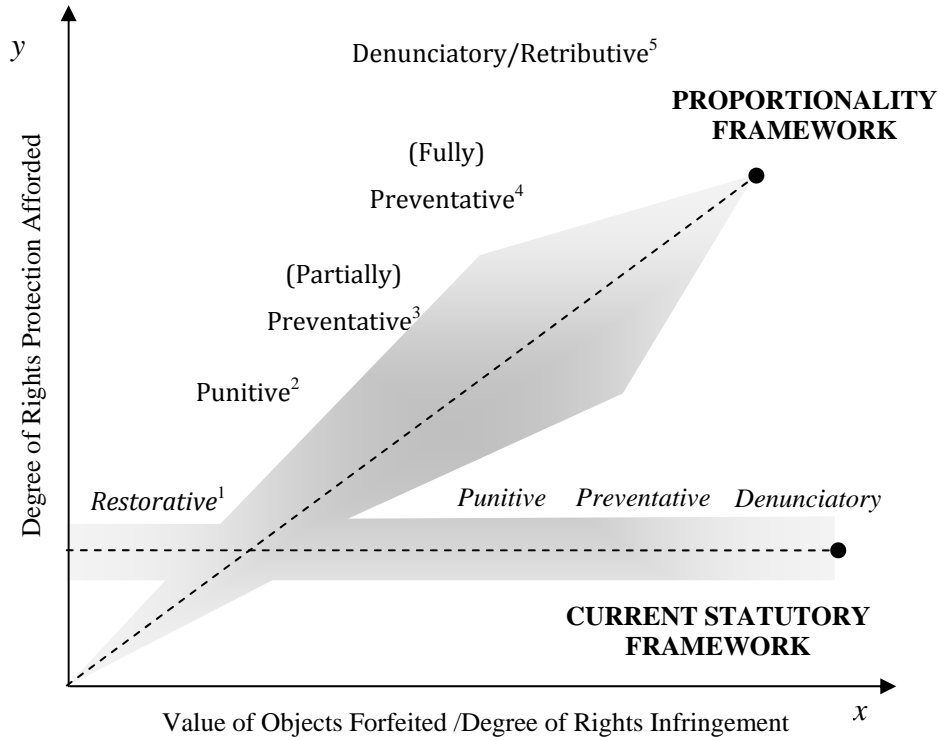 y
Denunciatory/Retributive⁵
PROPORTIONALITY
FRAMEWORK
(Fully)
Preventative⁴
(Partially)
Preventative³
Punitive²
Degree of Rights Protection Afforded
Restorative¹
Punitive
Preventative
Denunciatory
CURRENT STATUTORY
FRAMEWORK
Value of Objects Forfeited /Degree of Rights Infringement
x